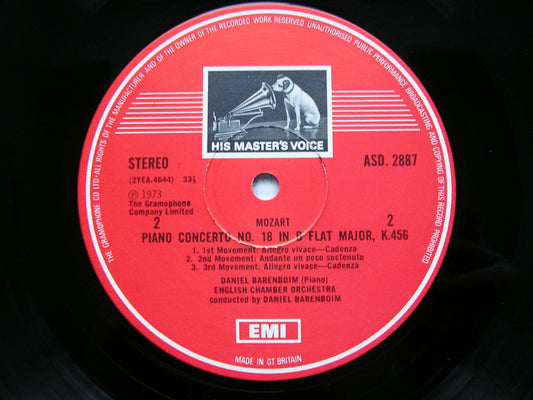 THE GRAMOPHONE CO LTD • ALL RIGHTS OF THE MANUFACTURER AND OF THE OWNER OF THE RECORDED WORK RESERVED UNAUTHORISED PUBLIC PERFORMANCE BROADCASTING AND COPYING OF THIS RECORD PROHIBITED
HIS MASTER'S VOICE
STEREO
ASD. 2887
(2YEA.4644) 33⅓
Ⓟ 1973
The Gramophone
Company Limited
2
2
MOZART
PIANO CONCERTO NO. 18 IN B FLAT MAJOR, K.456
1. 1st Movement: Allegro vivace—Cadenza
2. 2nd Movement: Andante un poco sostenuto
3. 3rd Movement: Allegro vivace—Cadenza
DANIEL BARENBOIM (Piano)
ENGLISH CHAMBER ORCHESTRA
conducted by DANIEL BARENBOIM
EMI
MADE IN GT BRITAIN